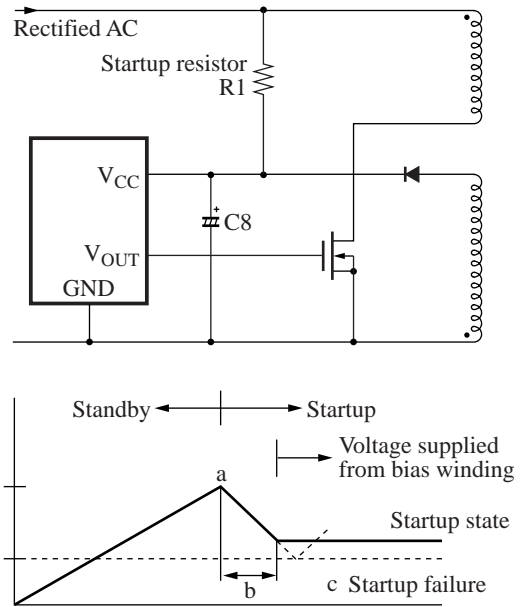 Rectified AC
Startup resistor
R1
VCC
+
C8
VOUT
GND
Standby
Startup
Voltage supplied
from bias winding
a
Startup state
b
c Startup failure